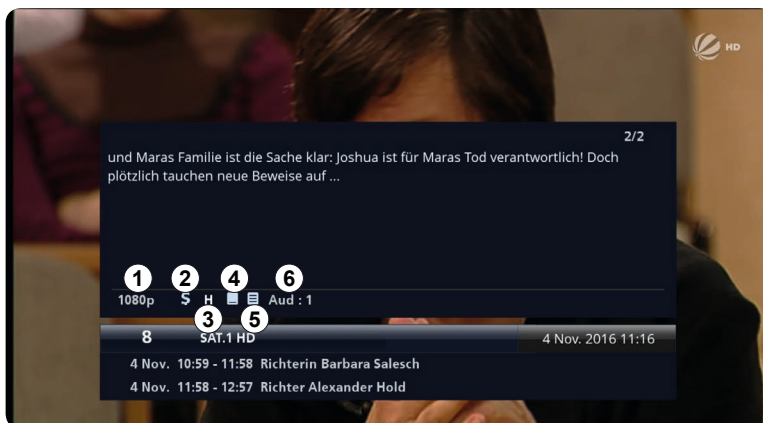 HD
2/2
und Maras Familie ist die Sache klar: Joshua ist für Maras Tod verantwortlich! Doch
plötzlich tauchen neue Beweise auf ...
1 2 4 6
1080p $ H Aud : 1
3 5
8 SAT.1 HD 4 Nov. 2016 11:16
4 Nov. 10:59 - 11:58 Richterin Barbara Salesch
4 Nov. 11:58 - 12:57 Richter Alexander Hold